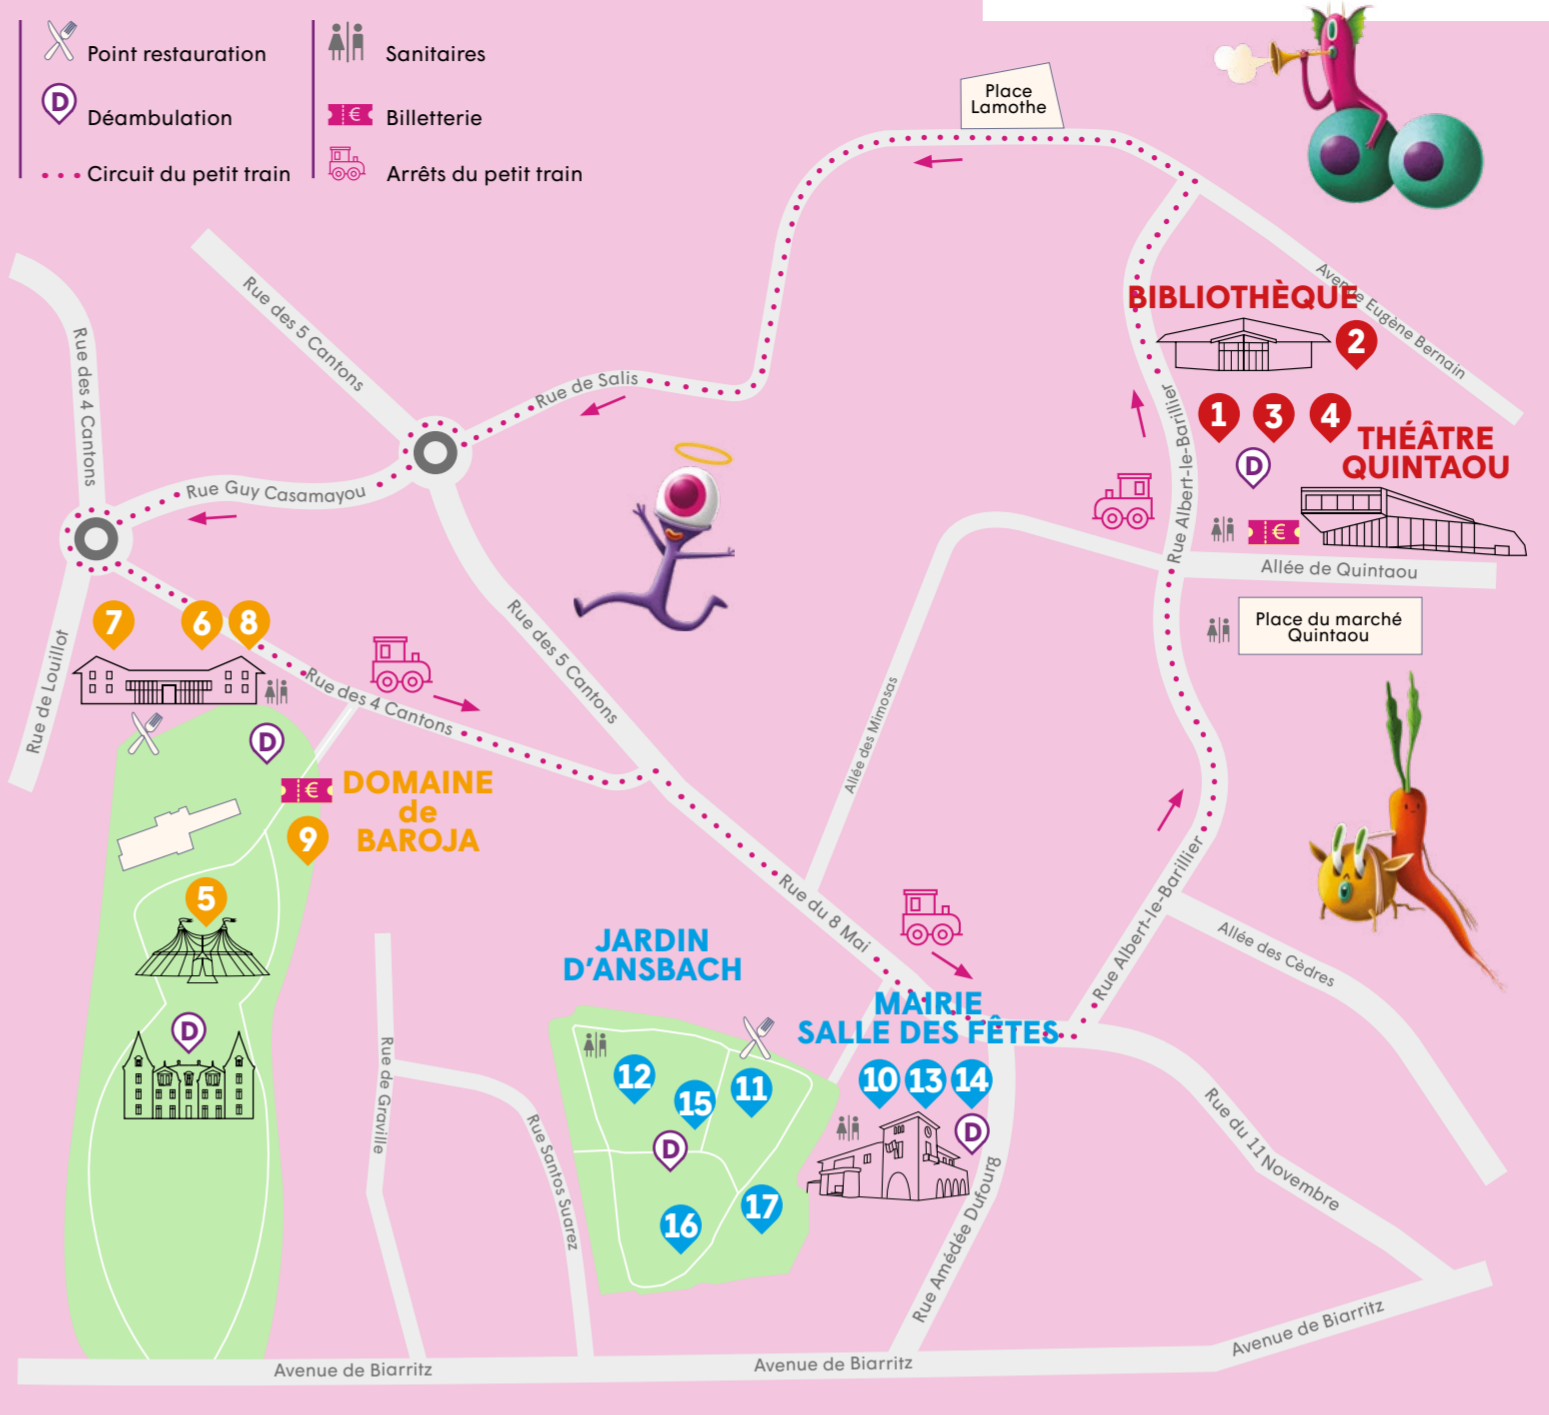 Point restauration
D
Déambulation
Circuit du petit train
Sanitaires
€
Billetterie
Arrêts du petit train
Place
Lamothe
Avenue Eugène Bernain
BIBLIOTHÈQUE
2
1
3
4
D
THÉÂTRE
QUINTAOU
€
Rue Albert-le-Barillier
Allée de Quintaou
Place du marché
Quintaou
Rue des 4 Cantons
Rue des 5 Cantons
Rue de Salis
Rue Guy Casamayou
7
6
8
Rue de Louillot
Rue des 4 Cantons
Rue des 5 Cantons
Allée des Mimosas
D
€
DOMAINE
de
BAROJA
9
5
D
Rue du 8 Mai
Rue Albert-le-Barillier
Allée des Cèdres
JARDIN
D'ANSBACH
MAIRIE
SALLE DES FÊTES
12
15
11
D
16
17
10
13
14
D
Rue de Graville
Rue Santos Suarez
Rue Amédée Dufourg
Rue du 11 Novembre
Avenue de Biarritz
Avenue de Biarritz
Avenue de Biarritz